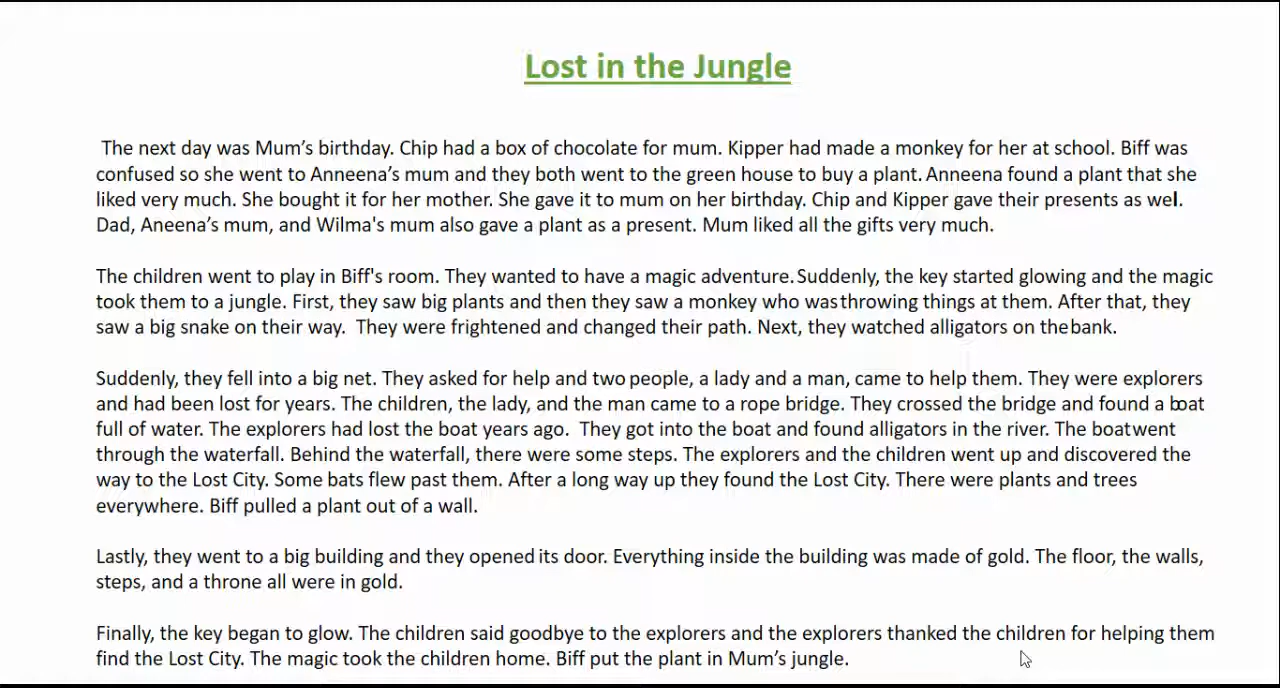 Lost in the Jungle
The next day was Mum’s birthday. Chip had a box of chocolate for mum. Kipper had made a monkey for her at school. Biff was
confused so she went to Anneena’s mum and they both went to the green house to buy a plant. Anneena found a plant that she
liked very much. She bought it for her mother. She gave it to mum on her birthday. Chip and Kipper gave their presents as wel.
Dad, Aneena’s mum, and Wilma's mum also gave a plant as a present. Mum liked all the gifts very much.
The children went to play in Biff's room. They wanted to have a magic adventure. Suddenly, the key started glowing and the magic
took them to a jungle. First, they saw big plants and then they saw a monkey who was throwing things at them. After that, they
saw a big snake on their way.  They were frightened and changed their path. Next, they watched alligators on the bank.
Suddenly, they fell into a big net. They asked for help and two people, a lady and a man, came to help them. They were explorers
and had been lost for years. The children, the lady, and the man came to a rope bridge. They crossed the bridge and found a boat
full of water. The explorers had lost the boat years ago.  They got into the boat and found alligators in the river. The boat went
through the waterfall. Behind the waterfall, there were some steps. The explorers and the children went up and discovered the
way to the Lost City. Some bats flew past them. After a long way up they found the Lost City. There were plants and trees
everywhere. Biff pulled a plant out of a wall.
Lastly, they went to a big building and they opened its door. Everything inside the building was made of gold. The floor, the walls,
steps, and a throne all were in gold.
Finally, the key began to glow. The children said goodbye to the explorers and the explorers thanked the children for helping them
find the Lost City. The magic took the children home. Biff put the plant in Mum’s jungle.